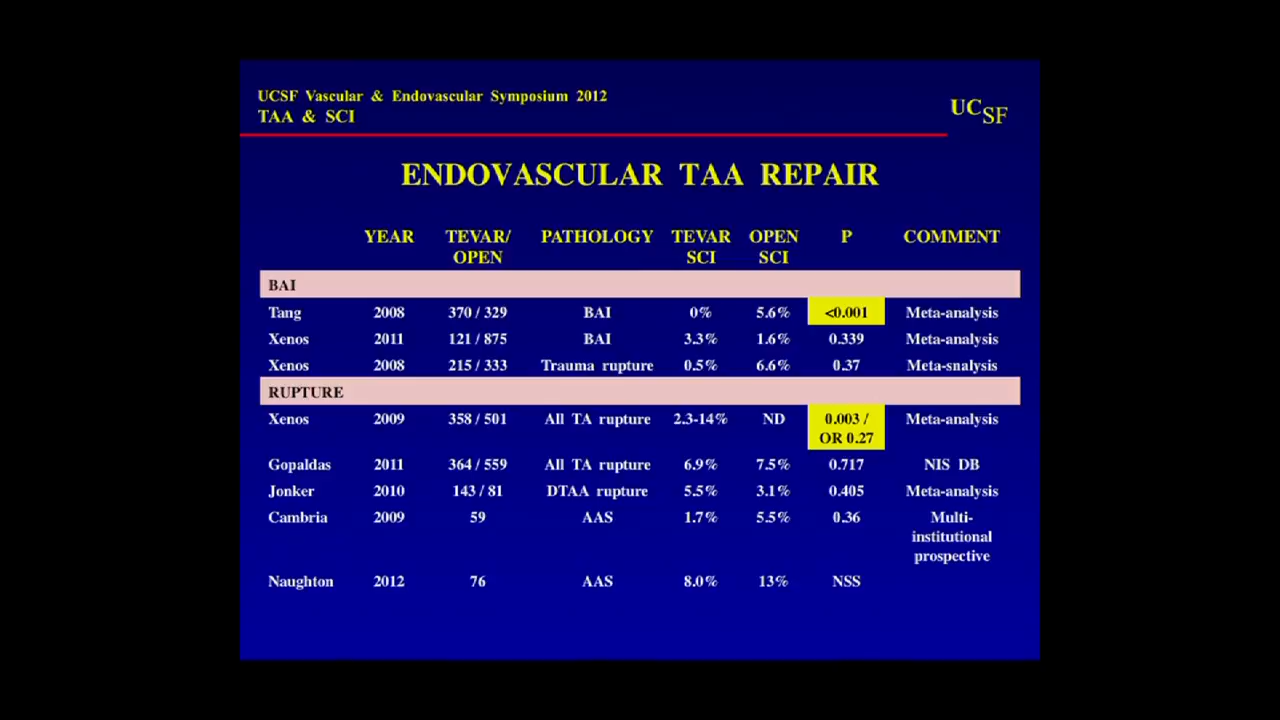 UCSF Vascular & Endovascular Symposium 2012
TAA & SCI
UCSF
ENDOVASCULAR TAA REPAIR
YEAR TEVAR/ OPEN PATHOLOGY TEVAR SCI OPEN SCI P COMMENT
BAI
Tang 2008 370 / 329 BAI 0% 5.6% <0.001 Meta-analysis
Xenos 2011 121 / 875 BAI 3.3% 1.6% 0.339 Meta-analysis
Xenos 2008 215 / 333 Trauma rupture 0.5% 6.6% 0.37 Meta-snalysis
RUPTURE
Xenos 2009 358 / 501 All TA rupture 2.3-14% ND 0.003 / OR 0.27 Meta-analysis
Gopaldas 2011 364 / 559 All TA rupture 6.9% 7.5% 0.717 NIS DB
Jonker 2010 143 / 81 DTAA rupture 5.5% 3.1% 0.405 Meta-analysis
Cambria 2009 59 AAS 1.7% 5.5% 0.36 Multi-institutional prospective
Naughton 2012 76 AAS 8.0% 13% NSS